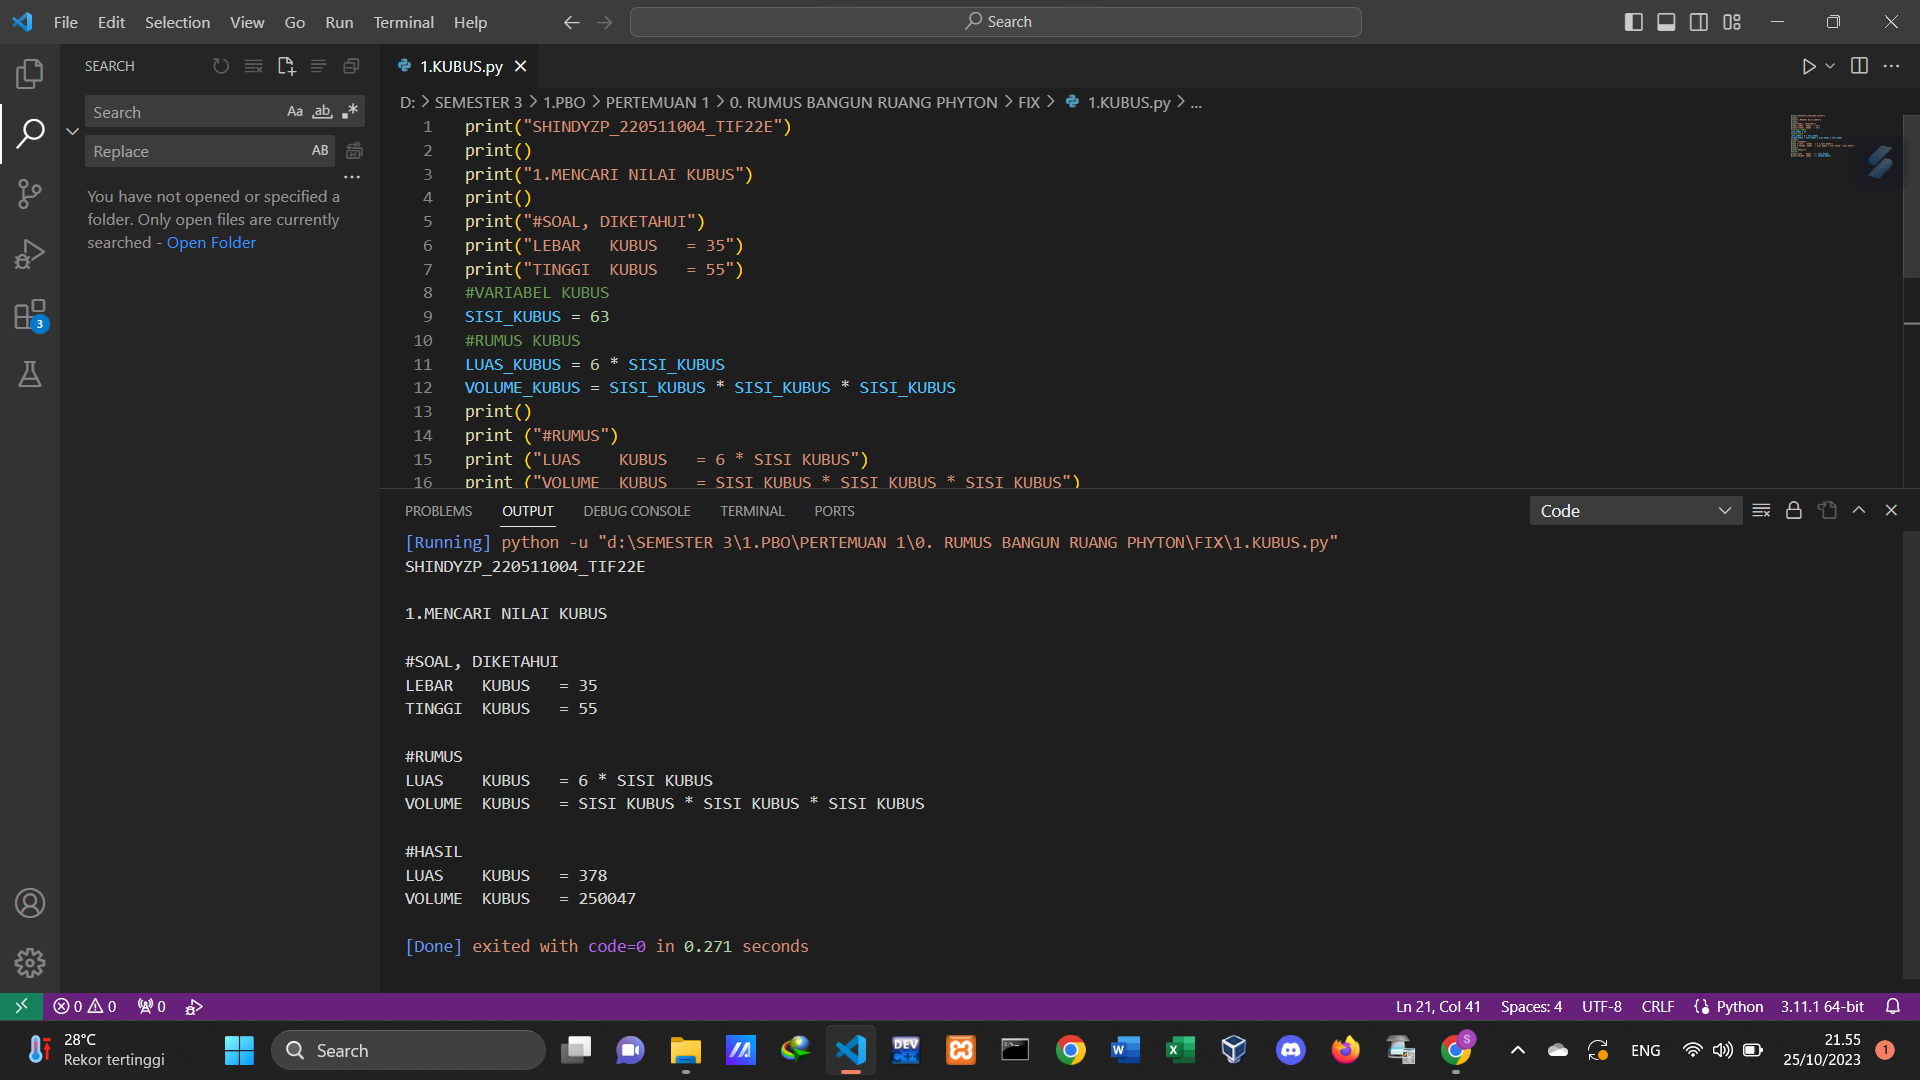 File Edit Selection View Go Run Terminal Help
Search
SEARCH
Search Aa ab, .*
Replace AB
You have not opened or specified a
folder. Only open files are currently
searched - Open Folder
3
1.KUBUS.py
D: > SEMESTER 3 > 1.PBO > PERTEMUAN 1 > 0. RUMUS BANGUN RUANG PHYTON > FIX > 1.KUBUS.py > ...
1 print("SHINDYZP_220511004_TIF22E")
2 print()
3 print("1.MENCARI NILAI KUBUS")
4 print()
5 print("#SOAL, DIKETAHUI")
6 print("LEBAR   KUBUS   = 35")
7 print("TINGGI  KUBUS   = 55")
8 #VARIABEL KUBUS
9 SISI_KUBUS = 63
10 #RUMUS KUBUS
11 LUAS_KUBUS = 6 * SISI_KUBUS
12 VOLUME_KUBUS = SISI_KUBUS * SISI_KUBUS * SISI_KUBUS
13 print()
14 print ("#RUMUS")
15 print ("LUAS    KUBUS   = 6 * SISI KUBUS")
16 print ("VOLUME  KUBUS   = SISI KUBUS * SISI KUBUS * SISI KUBUS")
PROBLEMS OUTPUT DEBUG CONSOLE TERMINAL PORTS Code
[Running] python -u "d:\SEMESTER 3\1.PBO\PERTEMUAN 1\0. RUMUS BANGUN RUANG PHYTON\FIX\1.KUBUS.py"
SHINDYZP_220511004_TIF22E
1.MENCARI NILAI KUBUS
#SOAL, DIKETAHUI
LEBAR   KUBUS   = 35
TINGGI  KUBUS   = 55
#RUMUS
LUAS    KUBUS   = 6 * SISI KUBUS
VOLUME  KUBUS   = SISI KUBUS * SISI KUBUS * SISI KUBUS
#HASIL
LUAS    KUBUS   = 378
VOLUME  KUBUS   = 250047
[Done] exited with code=0 in 0.271 seconds
0 0 0 Ln 21, Col 41 Spaces: 4 UTF-8 CRLF Python 3.11.1 64-bit
28°C
Rekor tertinggi
Search
DEV
C++
W
X
S
ENG
21.55
25/10/2023
1